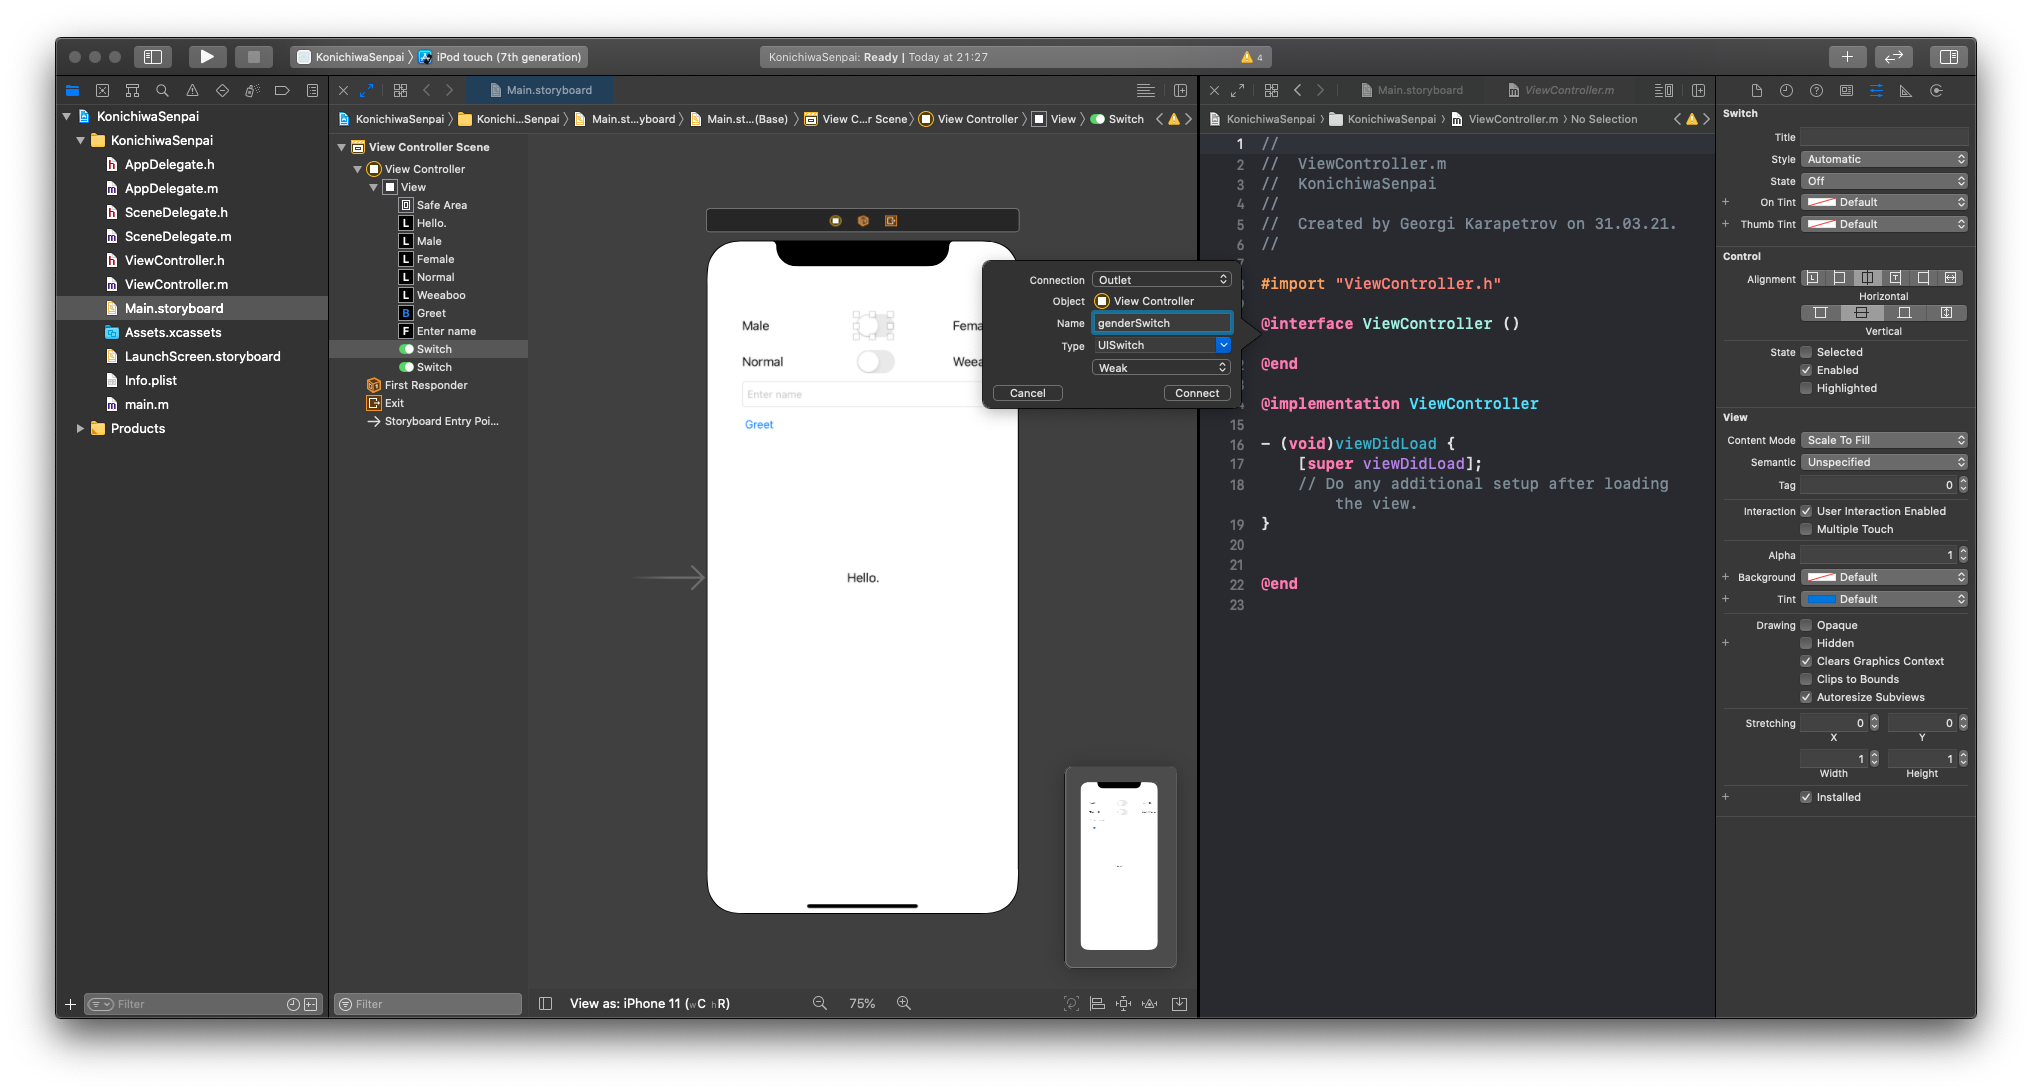 KonichiwaSenpai 〉 iPod touch (7th generation)
KonichiwaSenpai: Ready | Today at 21:27
4
KonichiwaSenpai
KonichiwaSenpai
AppDelegate.h
AppDelegate.m
SceneDelegate.h
SceneDelegate.m
ViewController.h
ViewController.m
Main.storyboard
Assets.xcassets
LaunchScreen.storyboard
Info.plist
main.m
Products
Filter
Main.storyboard
KonichiwaSenpai 〉 Konichi...Senpai 〉 Main.st...yboard 〉 Main.st...(Base) 〉 View C...r Scene 〉 View Controller 〉 View 〉 Switch
View Controller Scene
View Controller
View
Safe Area
L Hello.
L Male
L Female
L Normal
L Weeaboo
B Greet
F Enter name
Switch
Switch
First Responder
Exit
Storyboard Entry Poi...
Filter
Male
Fema
Normal
Weea
Enter name
Greet
Hello.
View as: iPhone 11 (wC hR)
75%
Connection Outlet
Object View Controller
Name genderSwitch
Type UISwitch
Weak
Cancel Connect
Main.storyboard
ViewController.m
KonichiwaSenpai 〉 KonichiwaSenpai 〉 ViewController.m 〉 No Selection
1 //
2 //  ViewController.m
3 //  KonichiwaSenpai
4 //
5 //  Created by Georgi Karapetrov on 31.03.21.
6 //
#import "ViewController.h"
@interface ViewController ()
@end
@implementation ViewController
15
16 - (void)viewDidLoad {
17 [super viewDidLoad];
18 // Do any additional setup after loading
the view.
19 }
20
21
22 @end
23
Switch
Title
Style Automatic
State Off
+ On Tint Default
+ Thumb Tint Default
Control
Alignment
Horizontal
Vertical
State Selected
Enabled
Highlighted
View
Content Mode Scale To Fill
Semantic Unspecified
Tag 0
Interaction User Interaction Enabled
Multiple Touch
Alpha 1
+ Background Default
+ Tint Default
Drawing Opaque
+ Hidden
Clears Graphics Context
Clips to Bounds
Autoresize Subviews
Stretching 0 0
X Y
1 1
Width Height
+ Installed